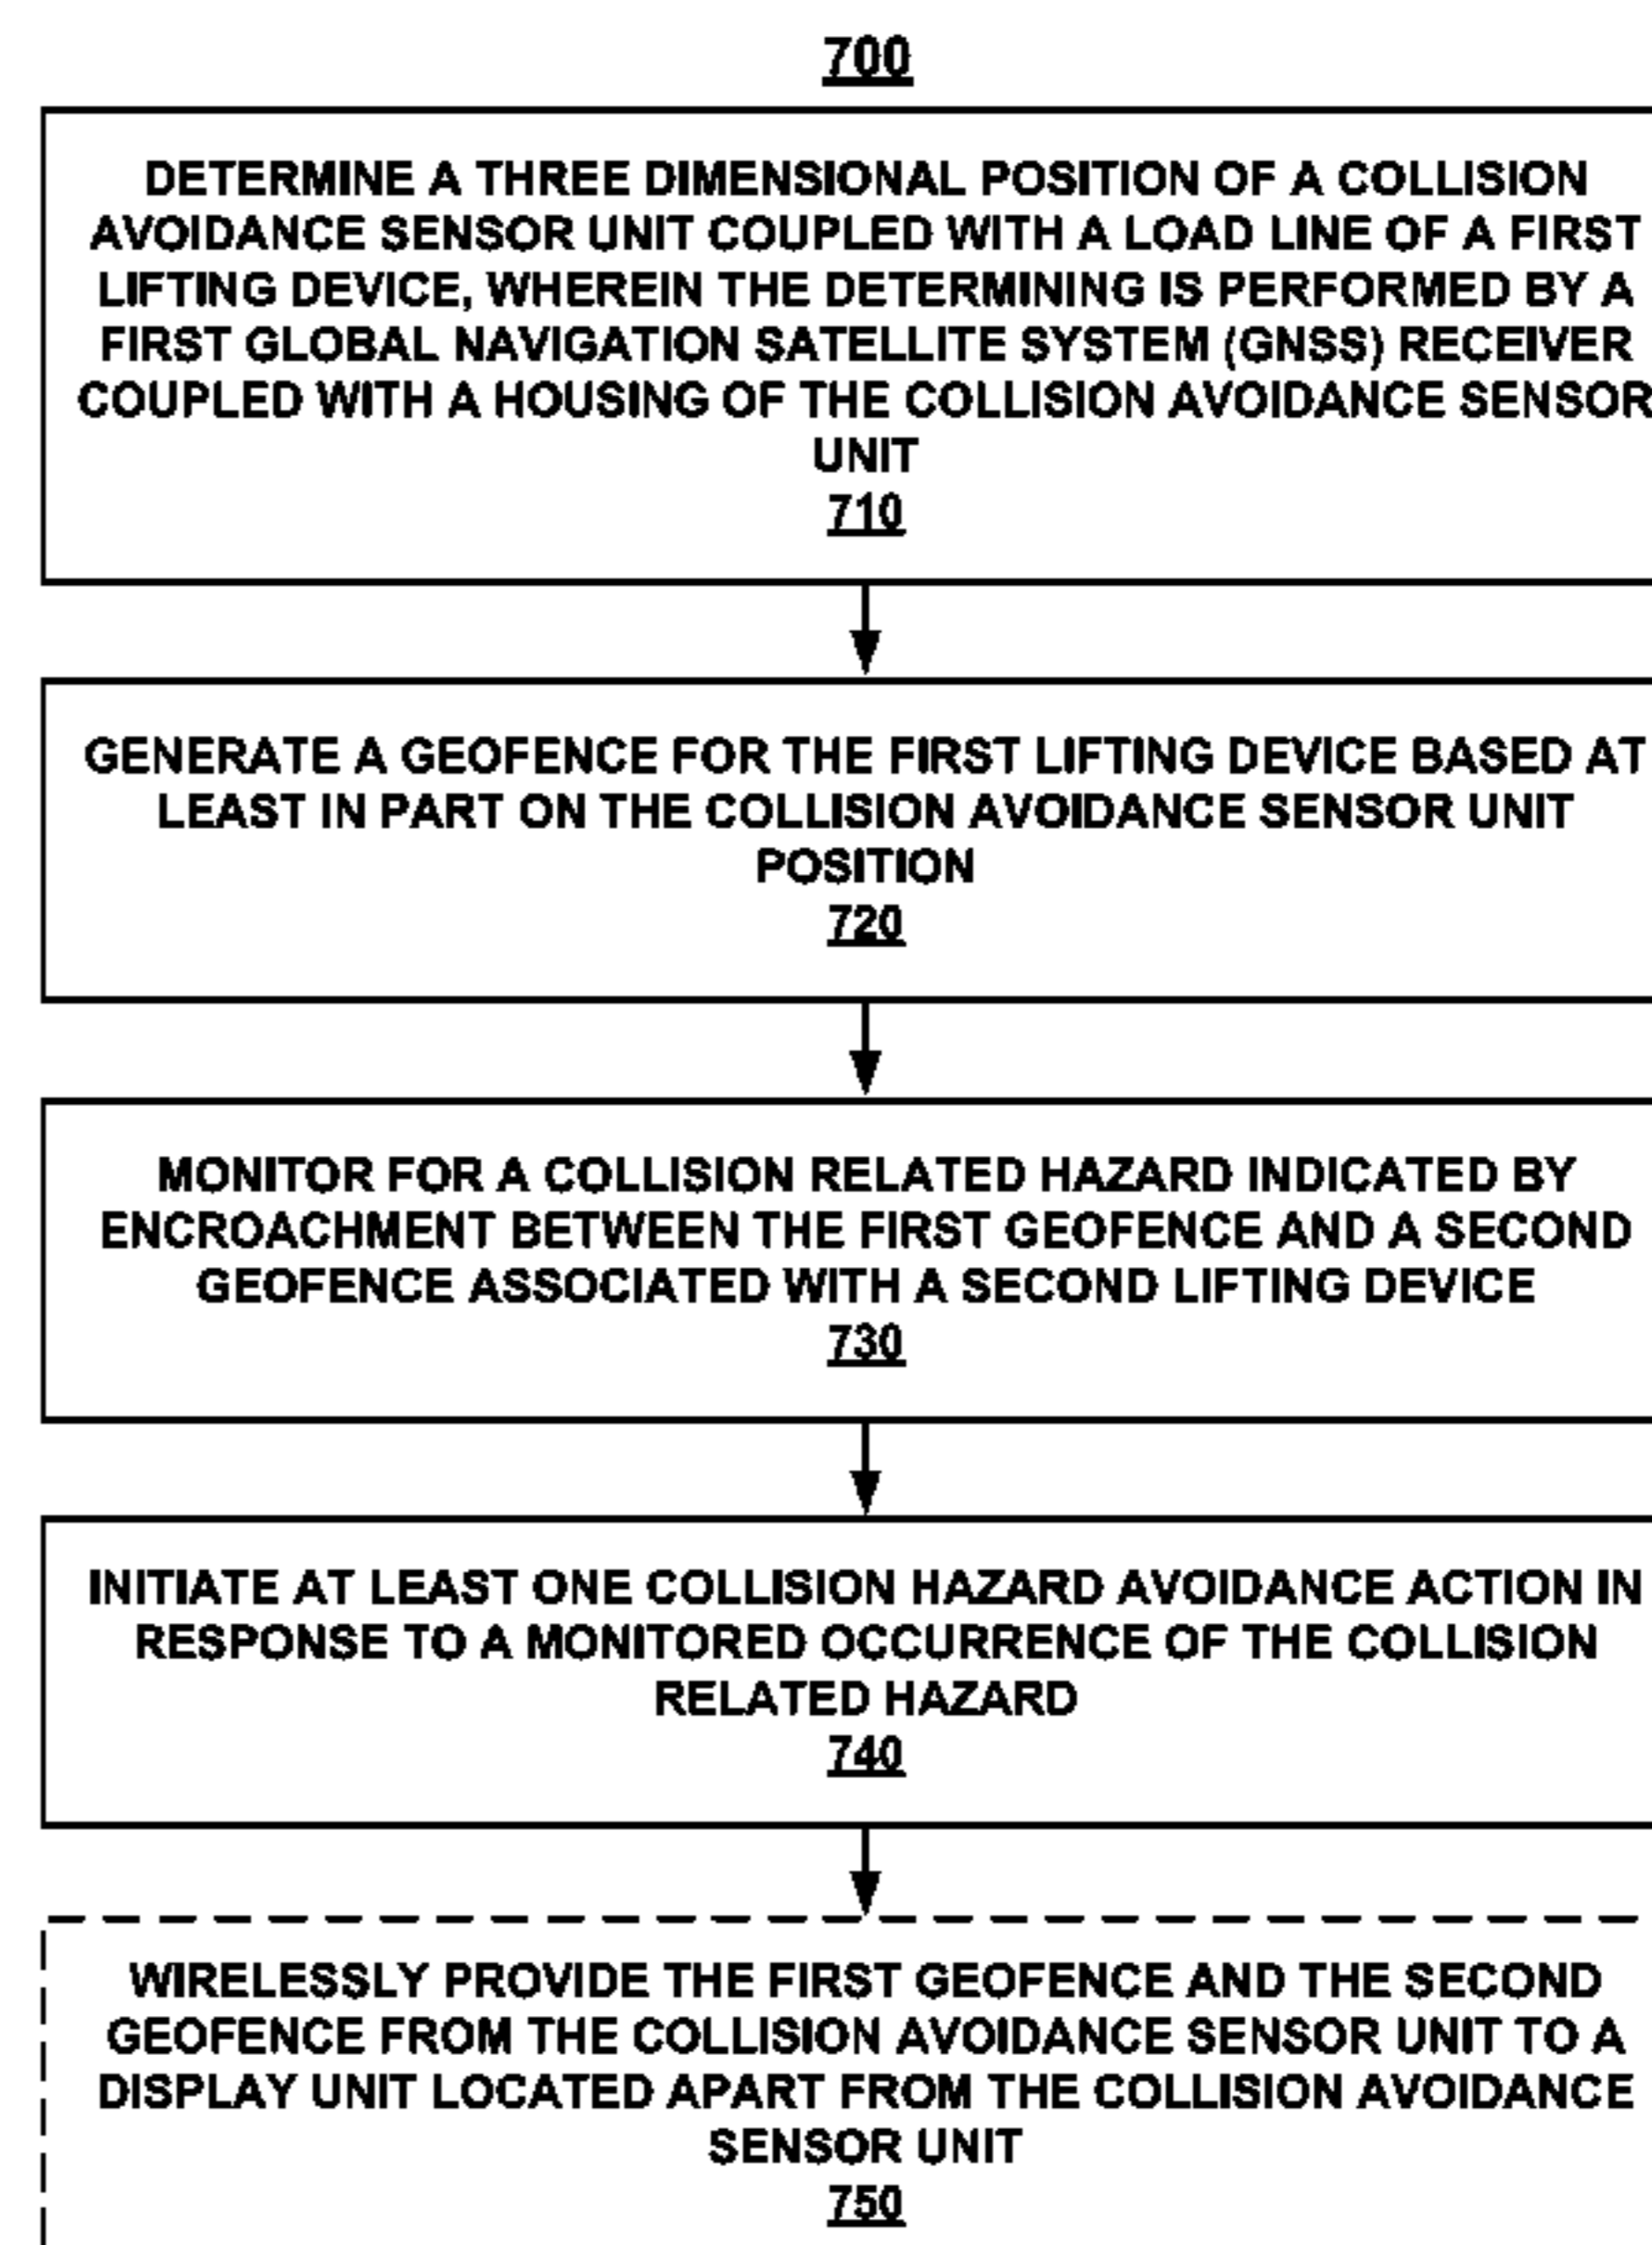 700
DETERMINE A THREE DIMENSIONAL POSITION OF A COLLISION
AVOIDANCE SENSOR UNIT COUPLED WITH A LOAD LINE OF A FIRST
LIFTING DEVICE, WHEREIN THE DETERMINING IS PERFORMED BY A
FIRST GLOBAL NAVIGATION SATELLITE SYSTEM (GNSS) RECEIVER
COUPLED WITH A HOUSING OF THE COLLISION AVOIDANCE SENSOR
UNIT
710
GENERATE A GEOFENCE FOR THE FIRST LIFTING DEVICE BASED AT
LEAST IN PART ON THE COLLISION AVOIDANCE SENSOR UNIT
POSITION
720
MONITOR FOR A COLLISION RELATED HAZARD INDICATED BY
ENCROACHMENT BETWEEN THE FIRST GEOFENCE AND A SECOND
GEOFENCE ASSOCIATED WITH A SECOND LIFTING DEVICE
730
INITIATE AT LEAST ONE COLLISION HAZARD AVOIDANCE ACTION IN
RESPONSE TO A MONITORED OCCURRENCE OF THE COLLISION
RELATED HAZARD
740
WIRELESSLY PROVIDE THE FIRST GEOFENCE AND THE SECOND
GEOFENCE FROM THE COLLISION AVOIDANCE SENSOR UNIT TO A
DISPLAY UNIT LOCATED APART FROM THE COLLISION AVOIDANCE
SENSOR UNIT
750